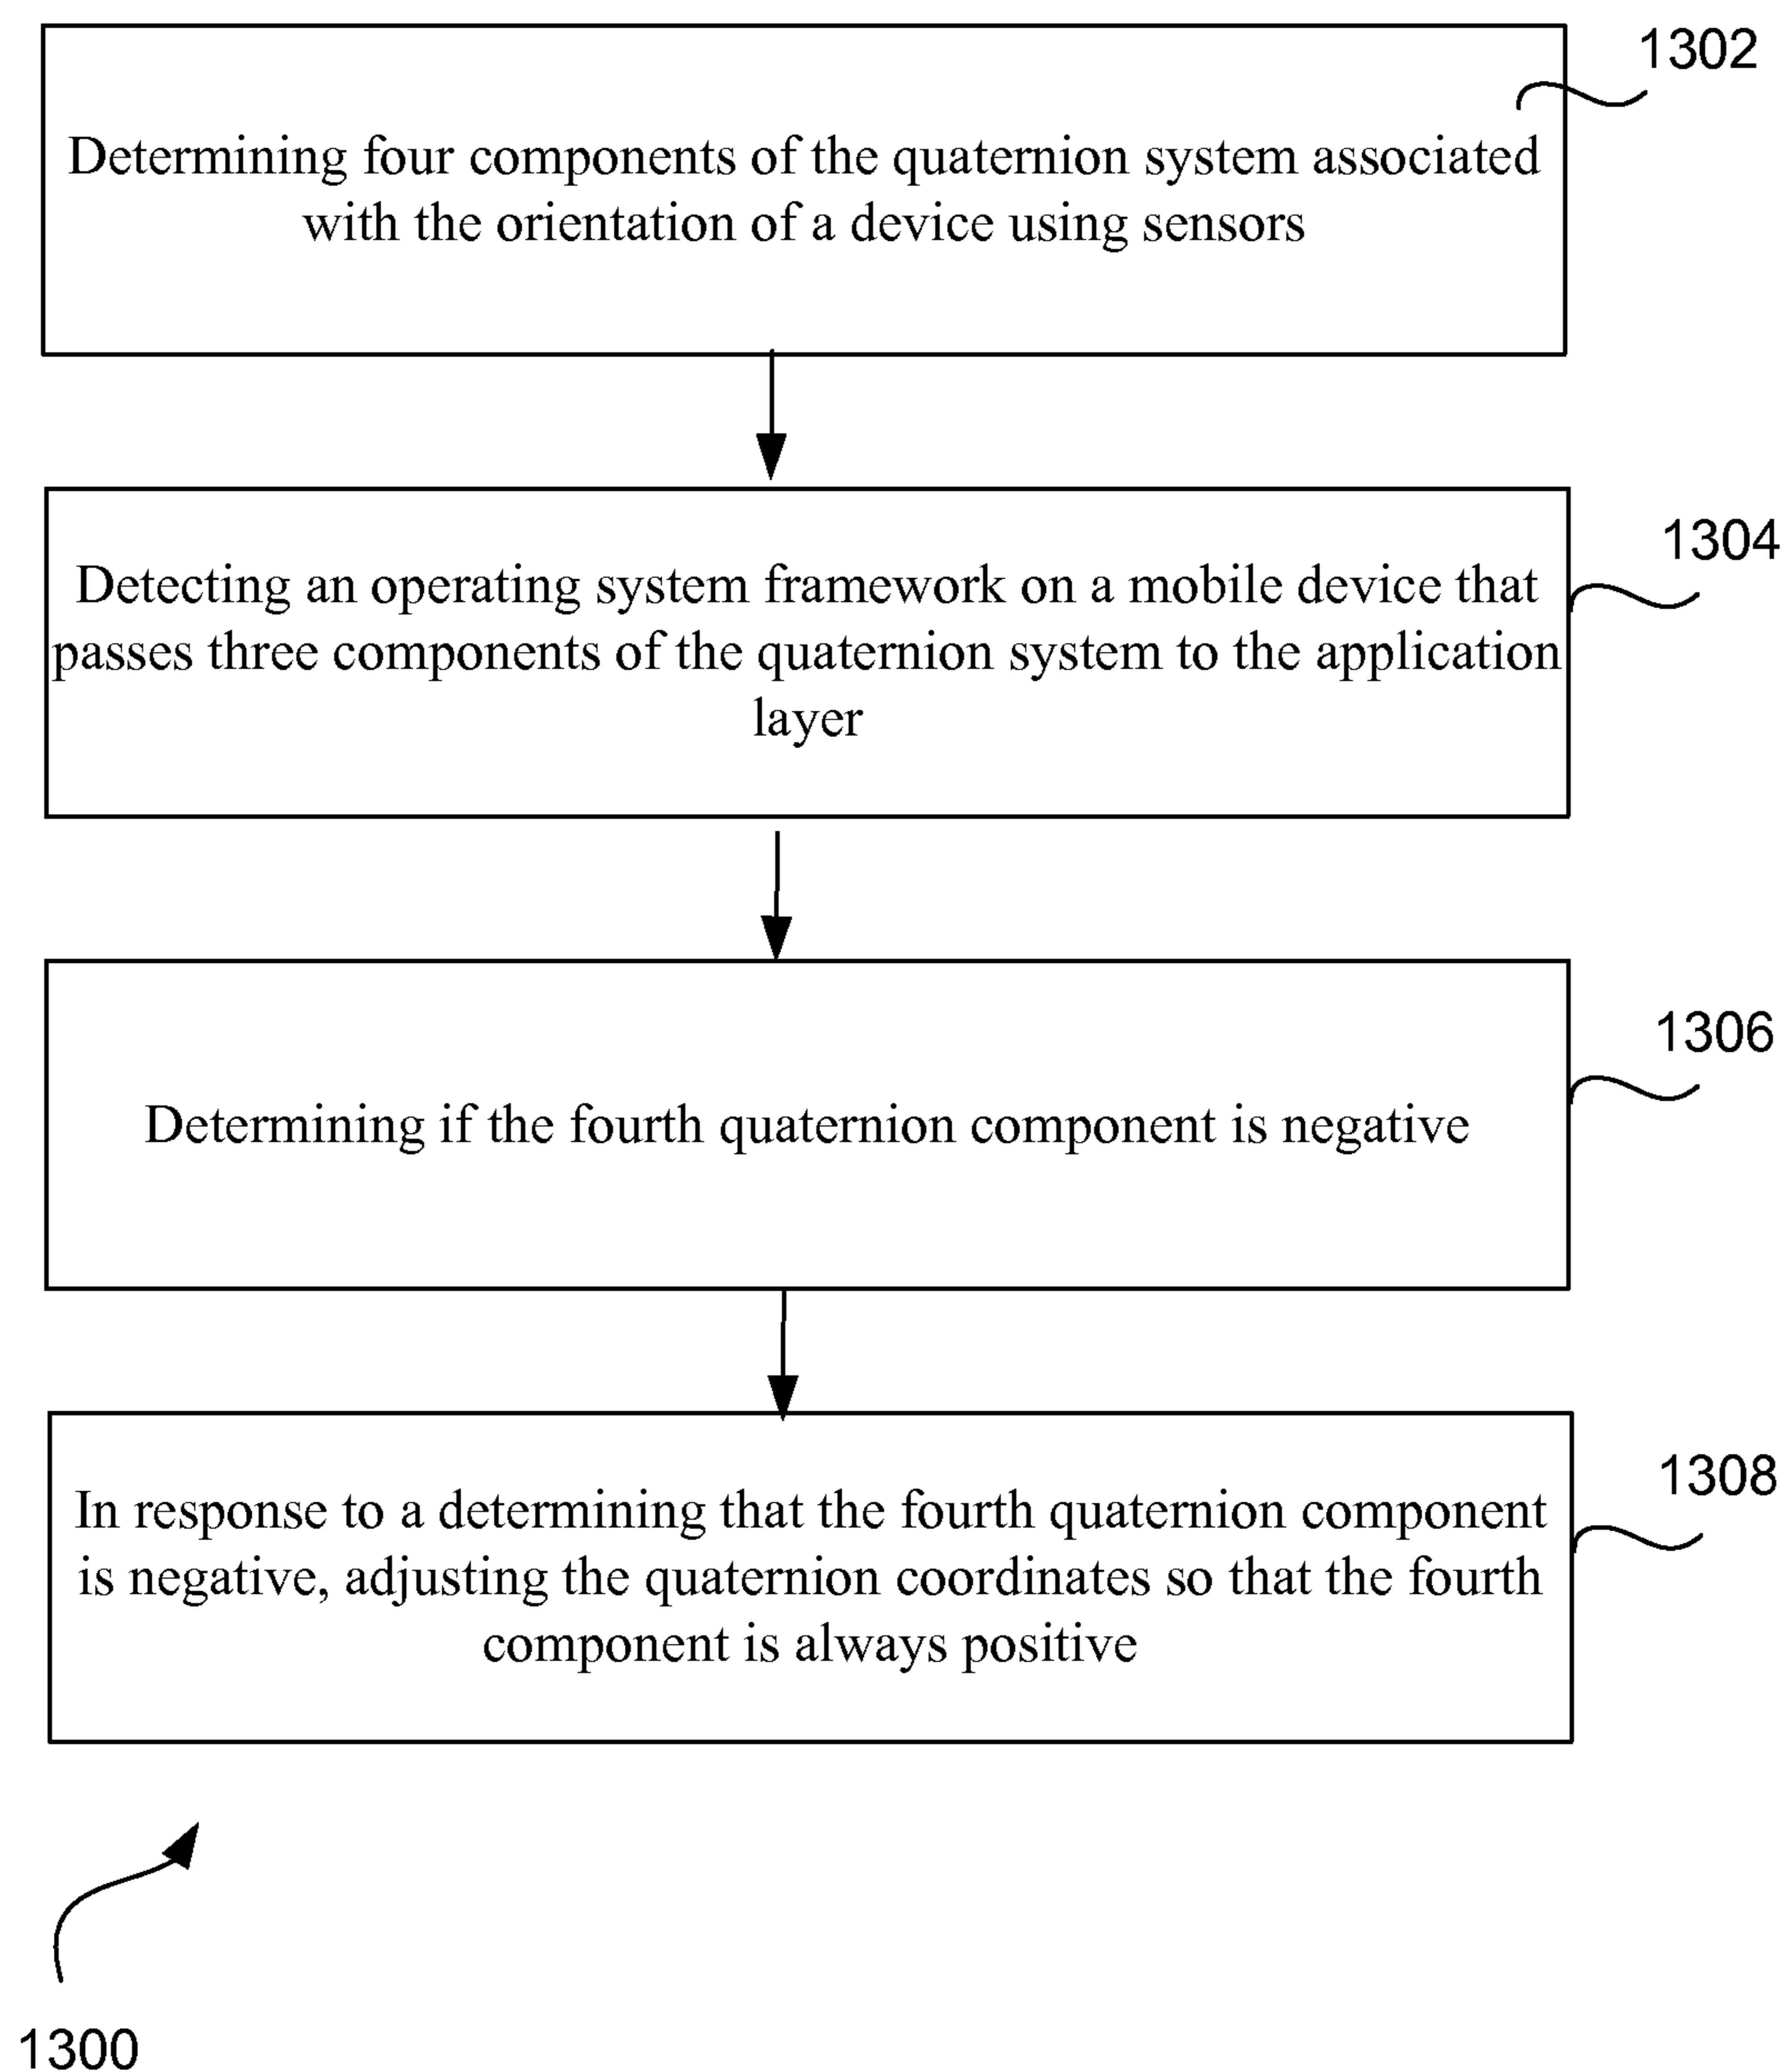 1302
Determining four components of the quaternion system associated
with the orientation of a device using sensors
1304
Detecting an operating system framework on a mobile device that
passes three components of the quaternion system to the application
layer
1306
Determining if the fourth quaternion component is negative
1308
In response to a determining that the fourth quaternion component
is negative, adjusting the quaternion coordinates so that the fourth
component is always positive
1300